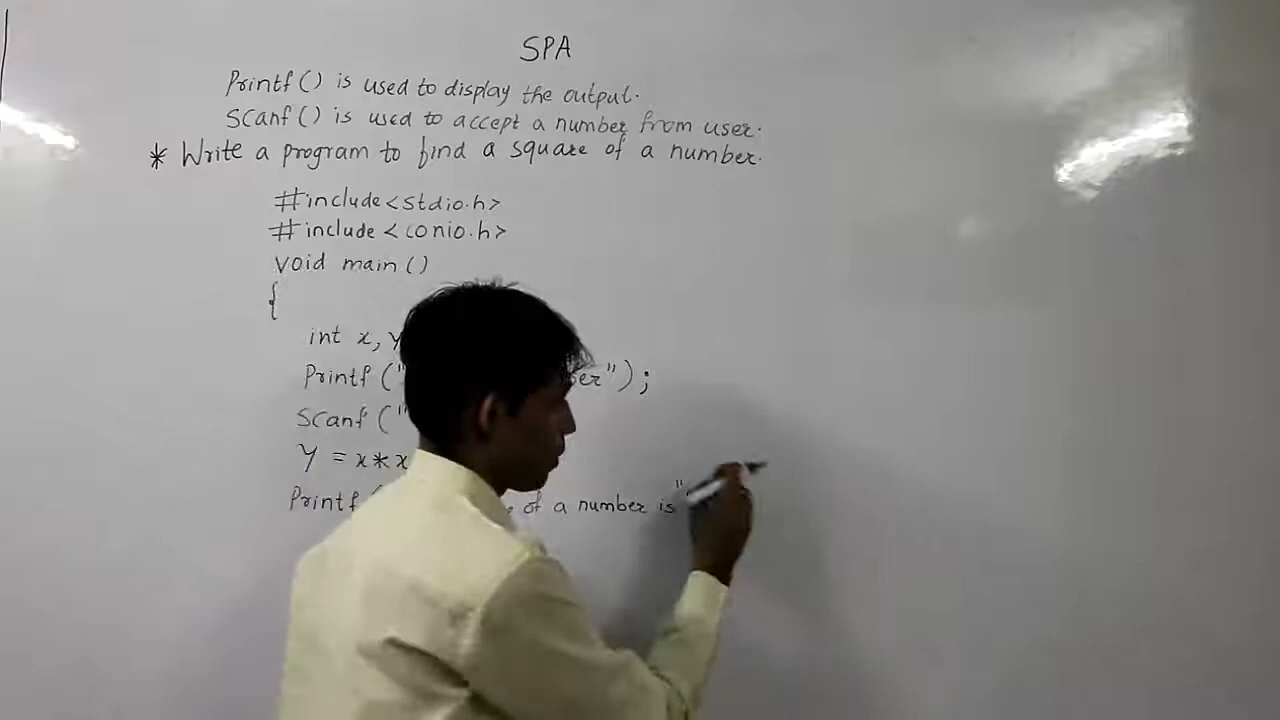 SPA
Printf() is used to display the output.
Scanf() is used to accept a number from user.
* Write a program to find a square of a number.
#include<stdio.h>
#include<conio.h>
void main()
{
int x, y
Printf(" ");
Scanf("
Y = x*x
Printf of a number is"